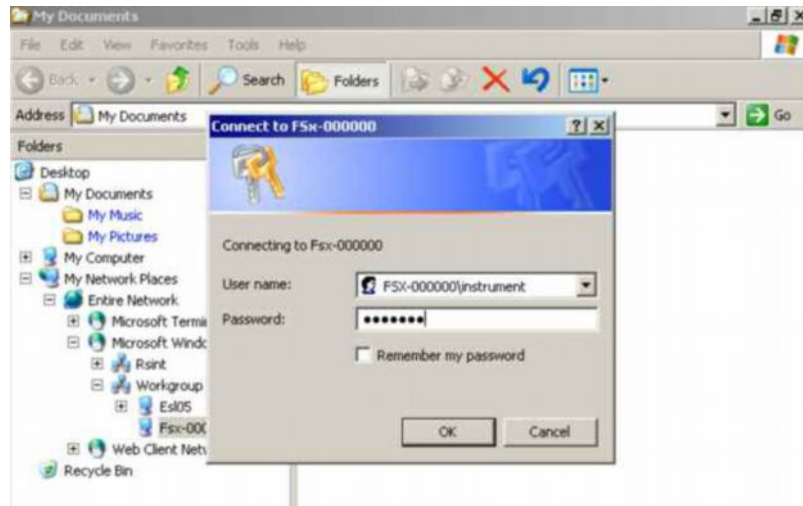 My Documents
File Edit View Favorites Tools Help
Back Search Folders
Address My Documents Go
Folders
Desktop
My Documents
My Music
My Pictures
My Computer
My Network Places
Entire Network
Microsoft Termi
Microsoft Windo
Rsint
Workgroup
Esl05
Fsx-000
Web Client Netw
Recycle Bin
Connect to FSx-000000
Connecting to Fsx-000000
User name: FSX-000000\instrument
Password: •••••••
Remember my password
OK Cancel